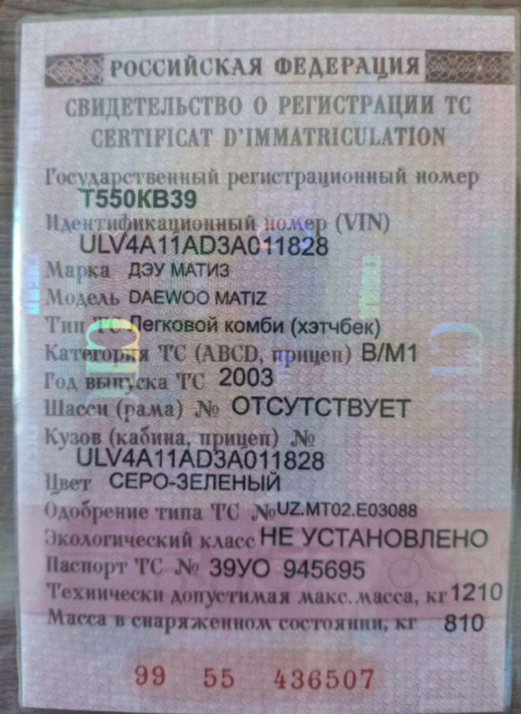 РОССИЙСКАЯ ФЕДЕРАЦИЯ
СВИДЕТЕЛЬСТВО О РЕГИСТРАЦИИ ТС
CERTIFICAT D'IMMATRICULATION
Государственный регистрационный номер
Т550КВ39
Идентификационный номер (VIN)
ULV4A11AD3A011828
Марка ДЭУ МАТИЗ
Модель DAEWOO MATIZ
Тип ТС Легковой комби (хэтчбек)
Категория ТС (ABCD, прицеп) B/M1
Год выпуска ТС 2003
Шасси (рама) № ОТСУТСТВУЕТ
Кузов (кабина, прицеп) №
ULV4A11AD3A011828
Цвет СЕРО-ЗЕЛЕНЫЙ
Одобрение типа ТС №UZ.MT02.E03088
Экологический класс НЕ УСТАНОВЛЕНО
Паспорт ТС № 39УО 945695
Технически допустимая макс. масса, кг 1210
Масса в снаряженном состоянии, кг 810
99 55 436507